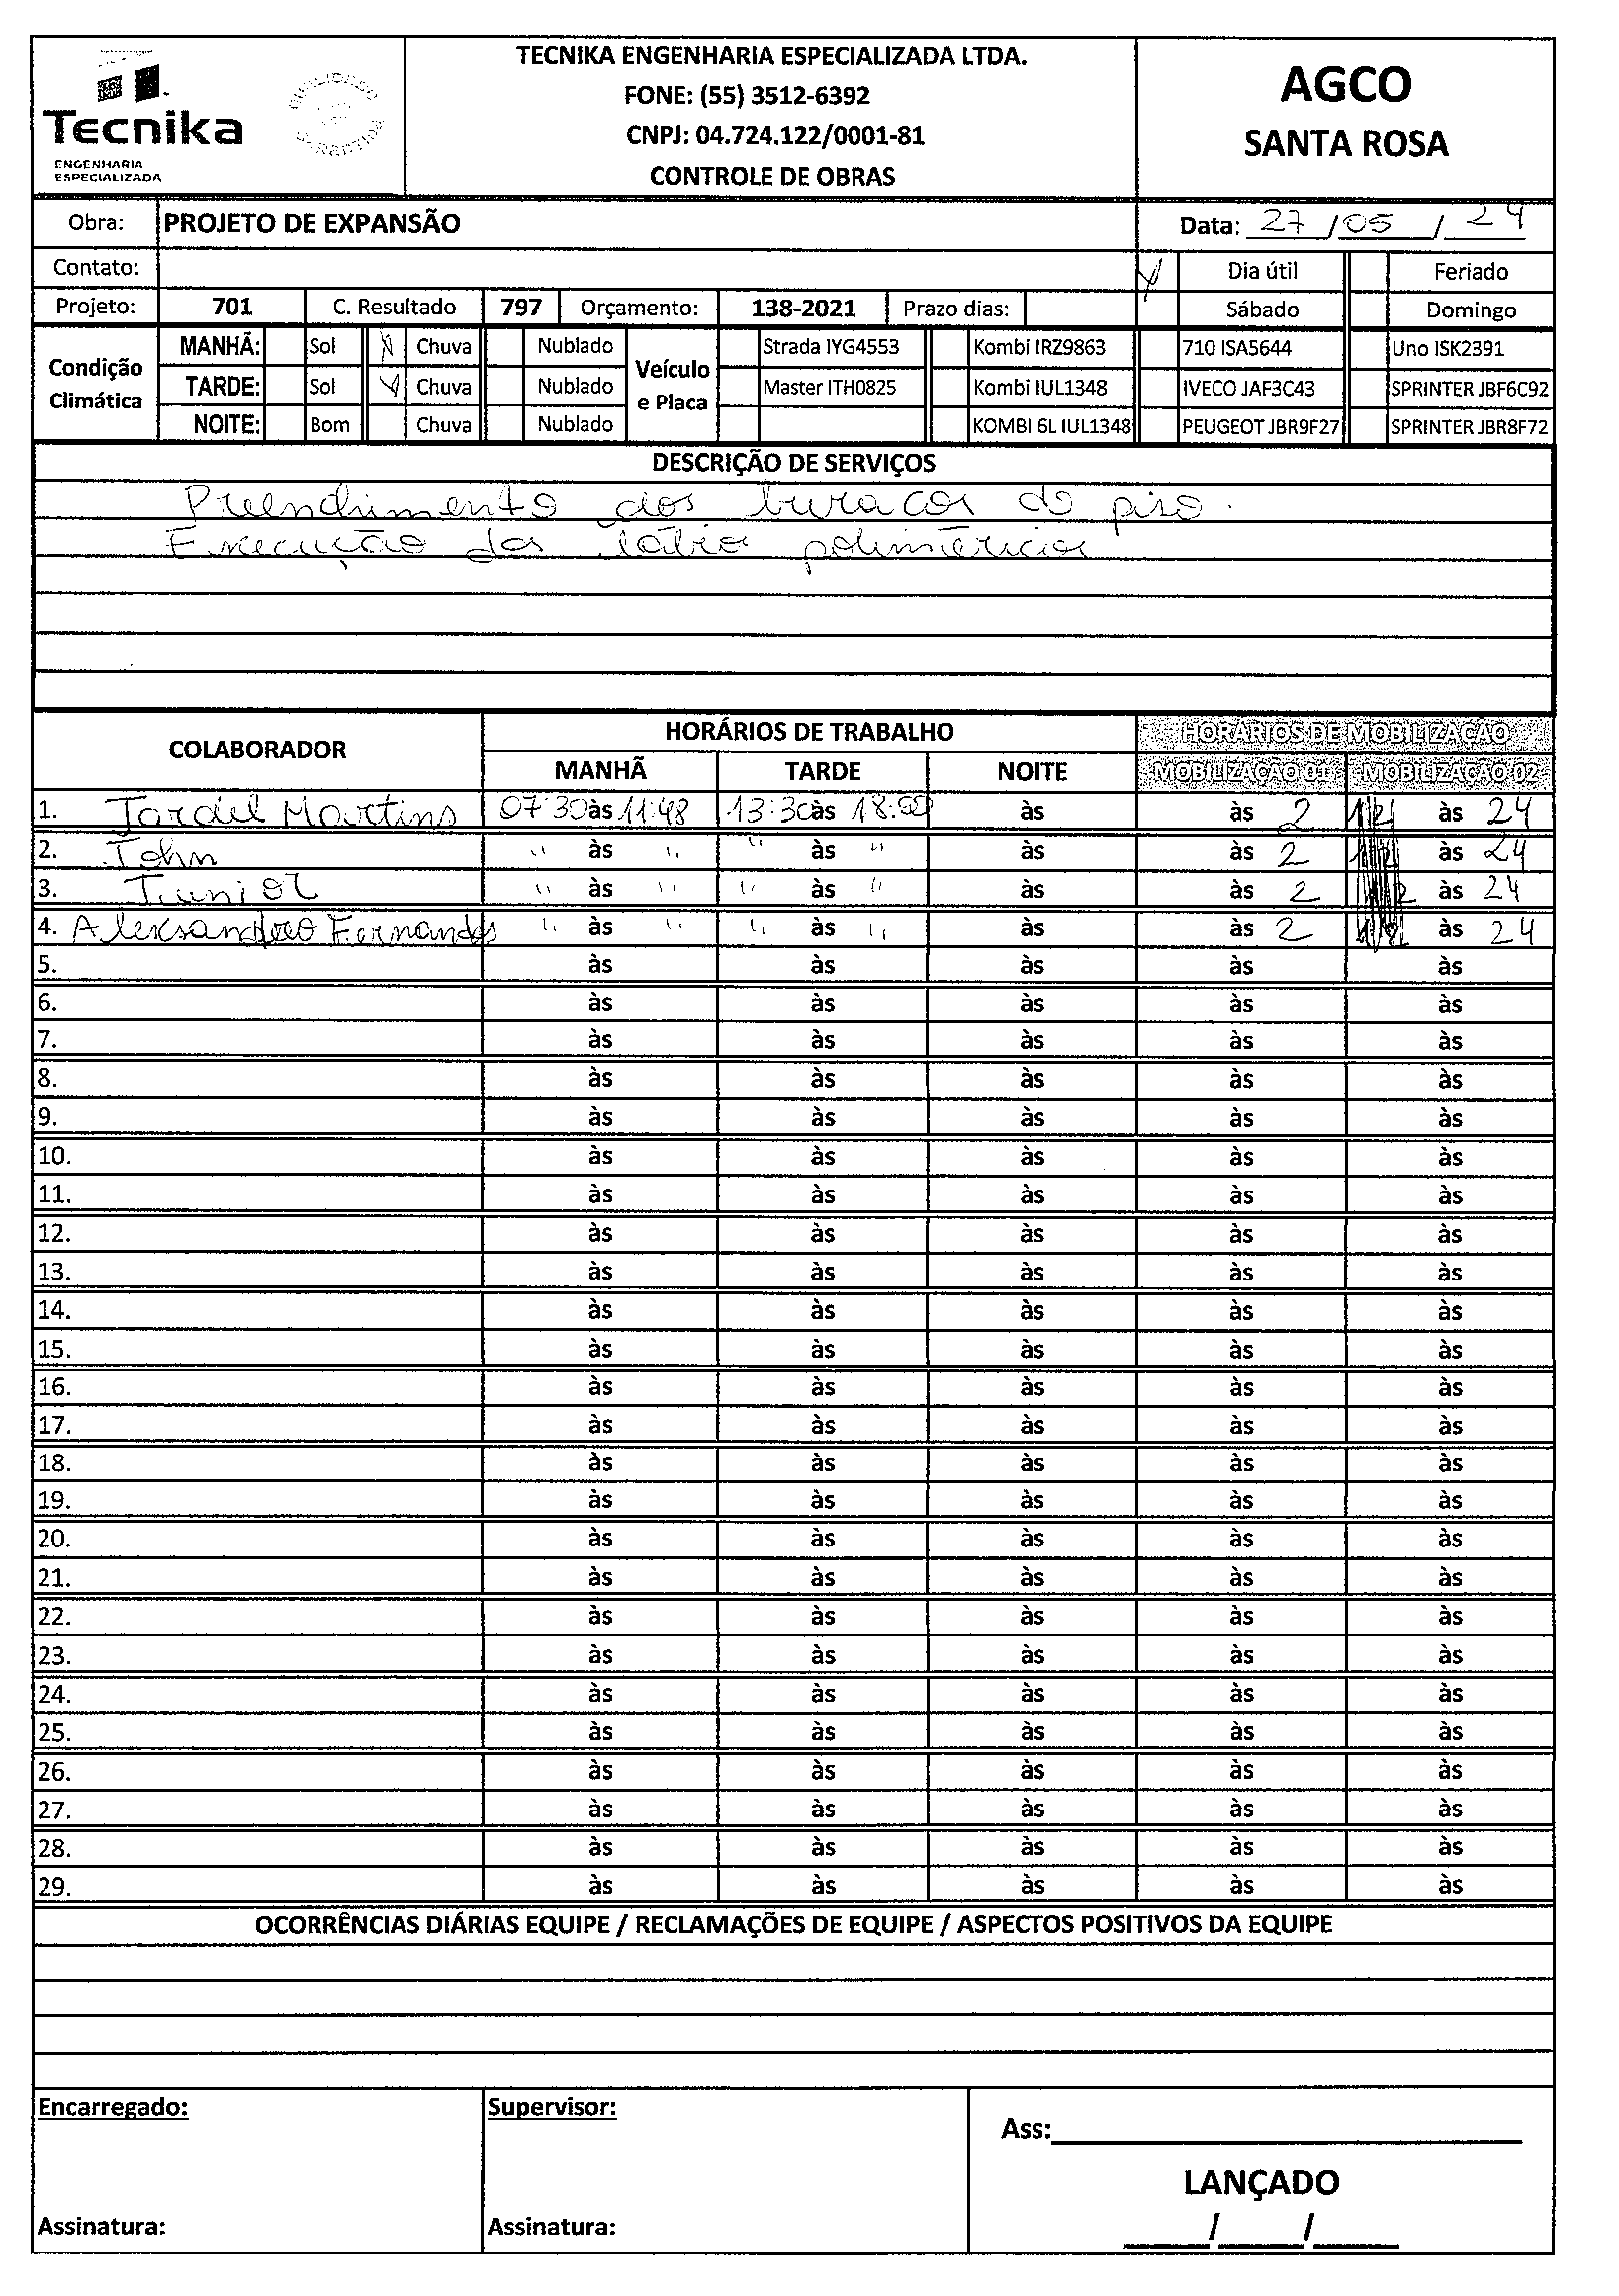 Tecnika
ENGENHARIA
ESPECIALIZADA
TECNIKA ENGENHARIA ESPECIALIZADA LTDA.
FONE: (55) 3512-6392
CNPJ: 04.724.122/0001-81
CONTROLE DE OBRAS
AGCO
SANTA ROSA
Obra: PROJETO DE EXPANSÃO Data: 27/05/24
Contato: Dia útil Feriado
Projeto: 701 C. Resultado 797 Orçamento: 138-2021 Prazo dias: Sábado Domingo
Condição Climática
MANHÃ: Sol Chuva Nublado
TARDE: Sol Chuva Nublado
NOITE: Bom Chuva Nublado
Veículo e Placa
Strada IYG4553 Kombi IRZ9863 710 ISA5644 Uno ISK2391
Master ITH0825 Kombi IUL1348 IVECO JAF3C43 SPRINTER JBF6C92
KOMBI 6L IUL1348 PEUGEOT JBR9F27 SPRINTER JBR8F72
DESCRIÇÃO DE SERVIÇOS
Preenchimento dos buracos do piso.
Execução dos lábios poliméricos
COLABORADOR HORÁRIOS DE TRABALHO HORÁRIOS DE MOBILIZAÇÃO
MANHÃ TARDE NOITE MOBILIZAÇÃO 01 MOBILIZAÇÃO 02
1. Tardel Martins 07:30 às 11:48 13:30 às 18:00 às às 2 às 24
2. John " às " " às " às às 2 às 24
3. Junior " às " " às " às às 2 às 24
4. Alexsandro Fernandes " às " " às " às às 2 às 24
5. às às às às às
6. às às às às às
7. às às às às às
8. às às às às às
9. às às às às às
10. às às às às às
11. às às às às às
12. às às às às às
13. às às às às às
14. às às às às às
15. às às às às às
16. às às às às às
17. às às às às às
18. às às às às às
19. às às às às às
20. às às às às às
21. às às às às às
22. às às às às às
23. às às às às às
24. às às às às às
25. às às às às às
26. às às às às às
27. às às às às às
28. às às às às às
29. às às às às às
OCORRÊNCIAS DIÁRIAS EQUIPE / RECLAMAÇÕES DE EQUIPE / ASPECTOS POSITIVOS DA EQUIPE
Encarregado: Supervisor:
Ass:
LANÇADO
Assinatura: Assinatura: / /